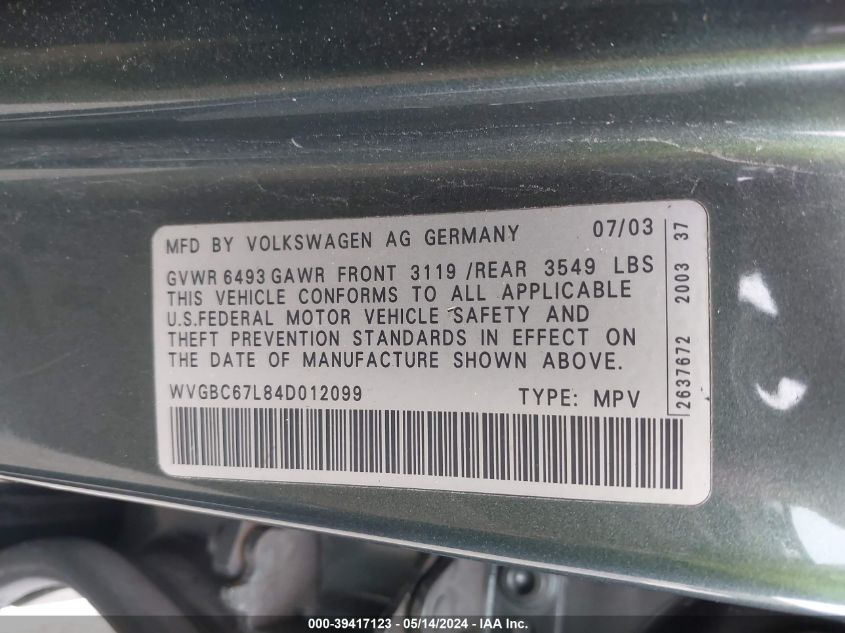 MFD BY VOLKSWAGEN AG GERMANY 07/03
GVWR 6493 GAWR FRONT 3119 /REAR 3549 LBS
THIS VEHICLE CONFORMS TO ALL APPLICABLE
U.S.FEDERAL MOTOR VEHICLE SAFETY AND
THEFT PREVENTION STANDARDS IN EFFECT ON
THE DATE OF MANUFACTURE SHOWN ABOVE.
WVGBC67L84D012099 TYPE: MPV
2637672 2003 37
000-39417123 - 05/14/2024 - IAA Inc.